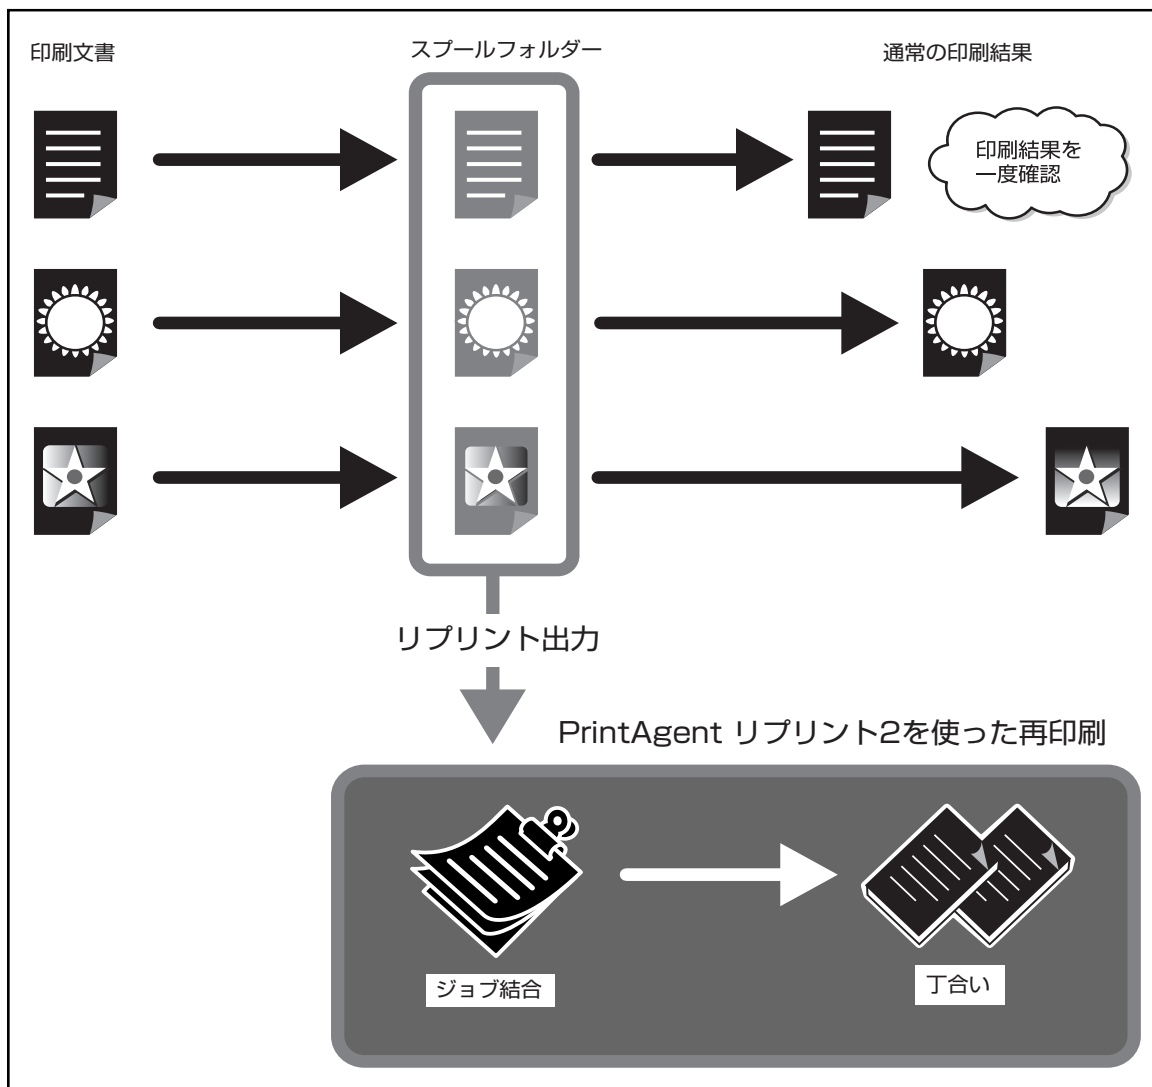 印刷文書
スプールフォルダー
通常の印刷結果
印刷結果を
一度確認
リプリント出力
PrintAgent リプリント2を使った再印刷
ジョブ結合
丁合い